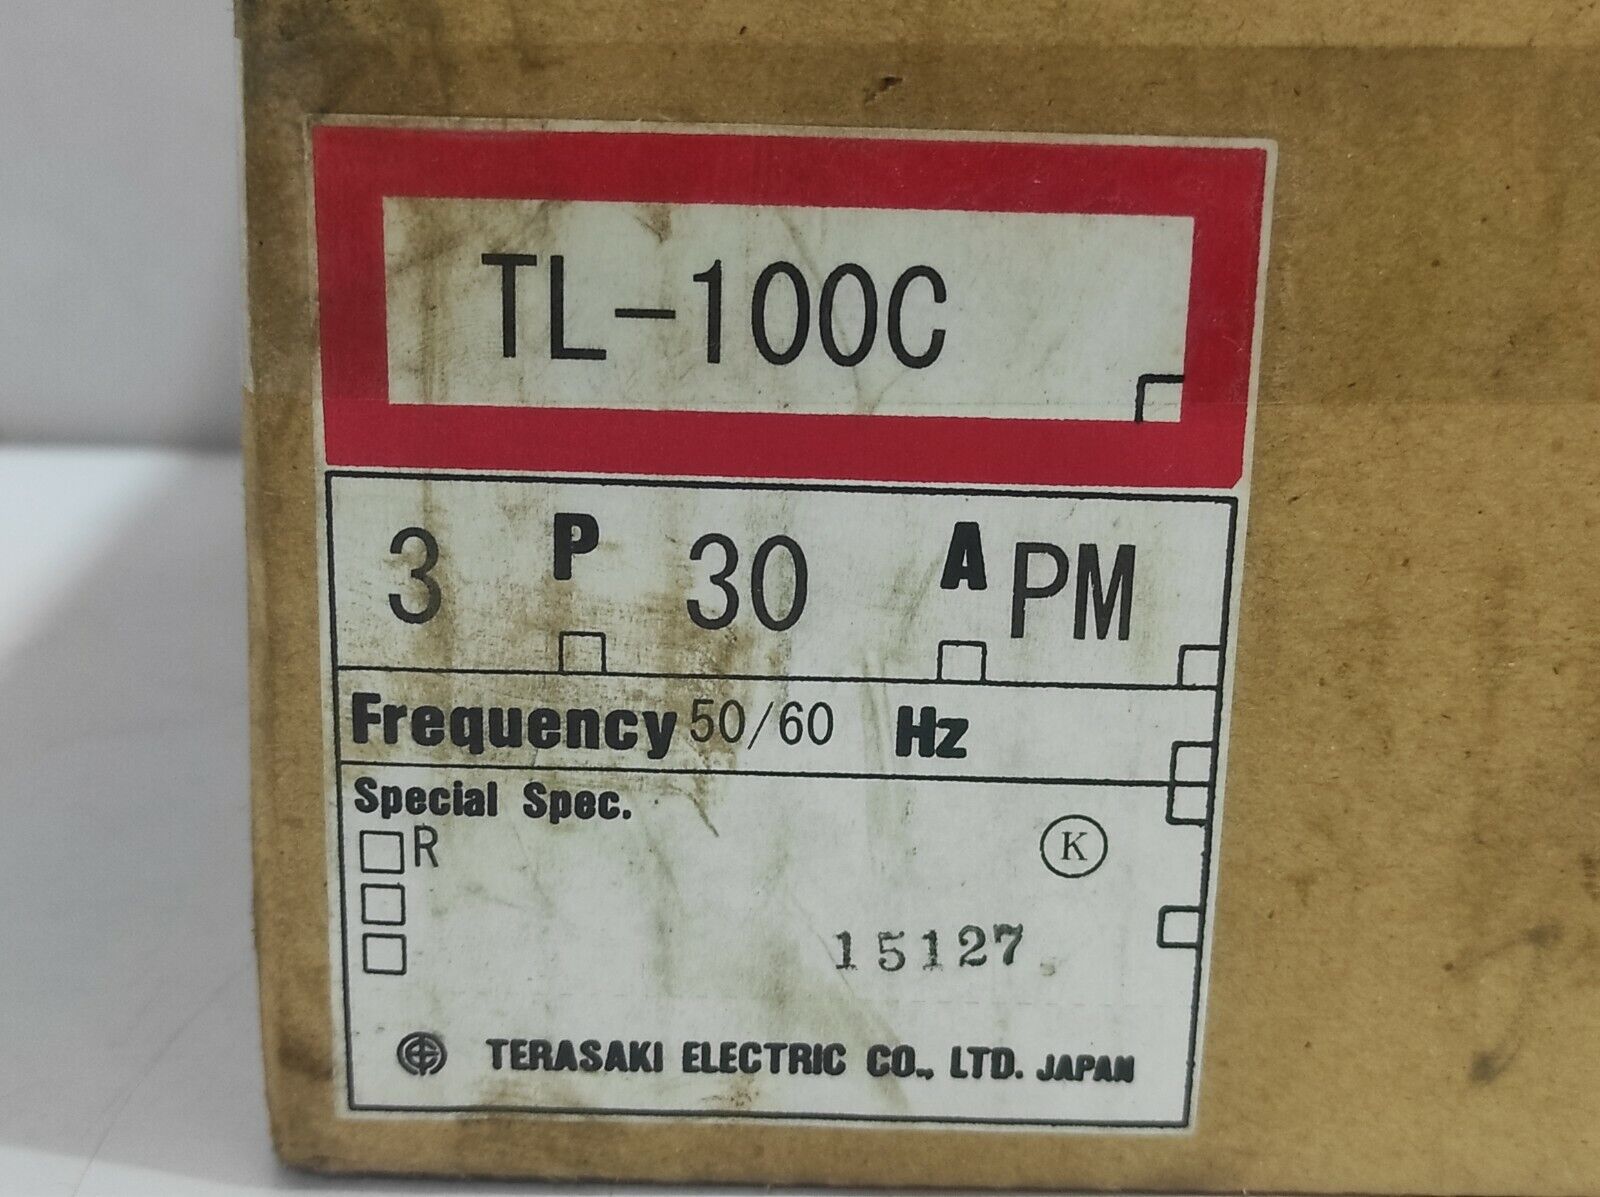 TL-100C
3 P 30 A PM
Frequency 50/60 Hz
Special Spec.
R
K
15127
TERASAKI ELECTRIC CO., LTD. JAPAN